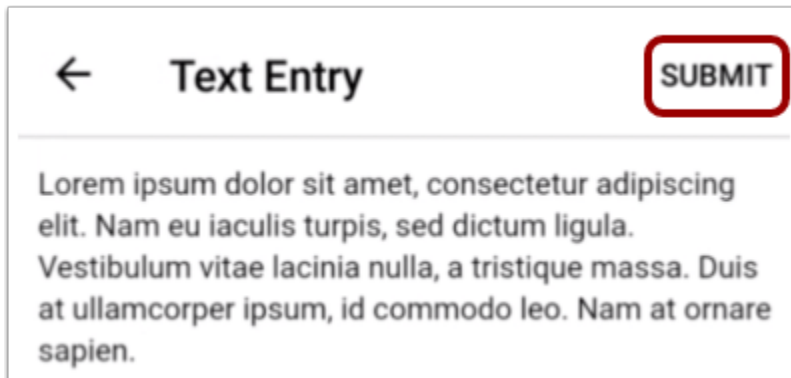 Text Entry
SUBMIT
Lorem ipsum dolor sit amet, consectetur adipiscing
elit. Nam eu iaculis turpis, sed dictum ligula.
Vestibulum vitae lacinia nulla, a tristique massa. Duis
at ullamcorper ipsum, id commodo leo. Nam at ornare
sapien.